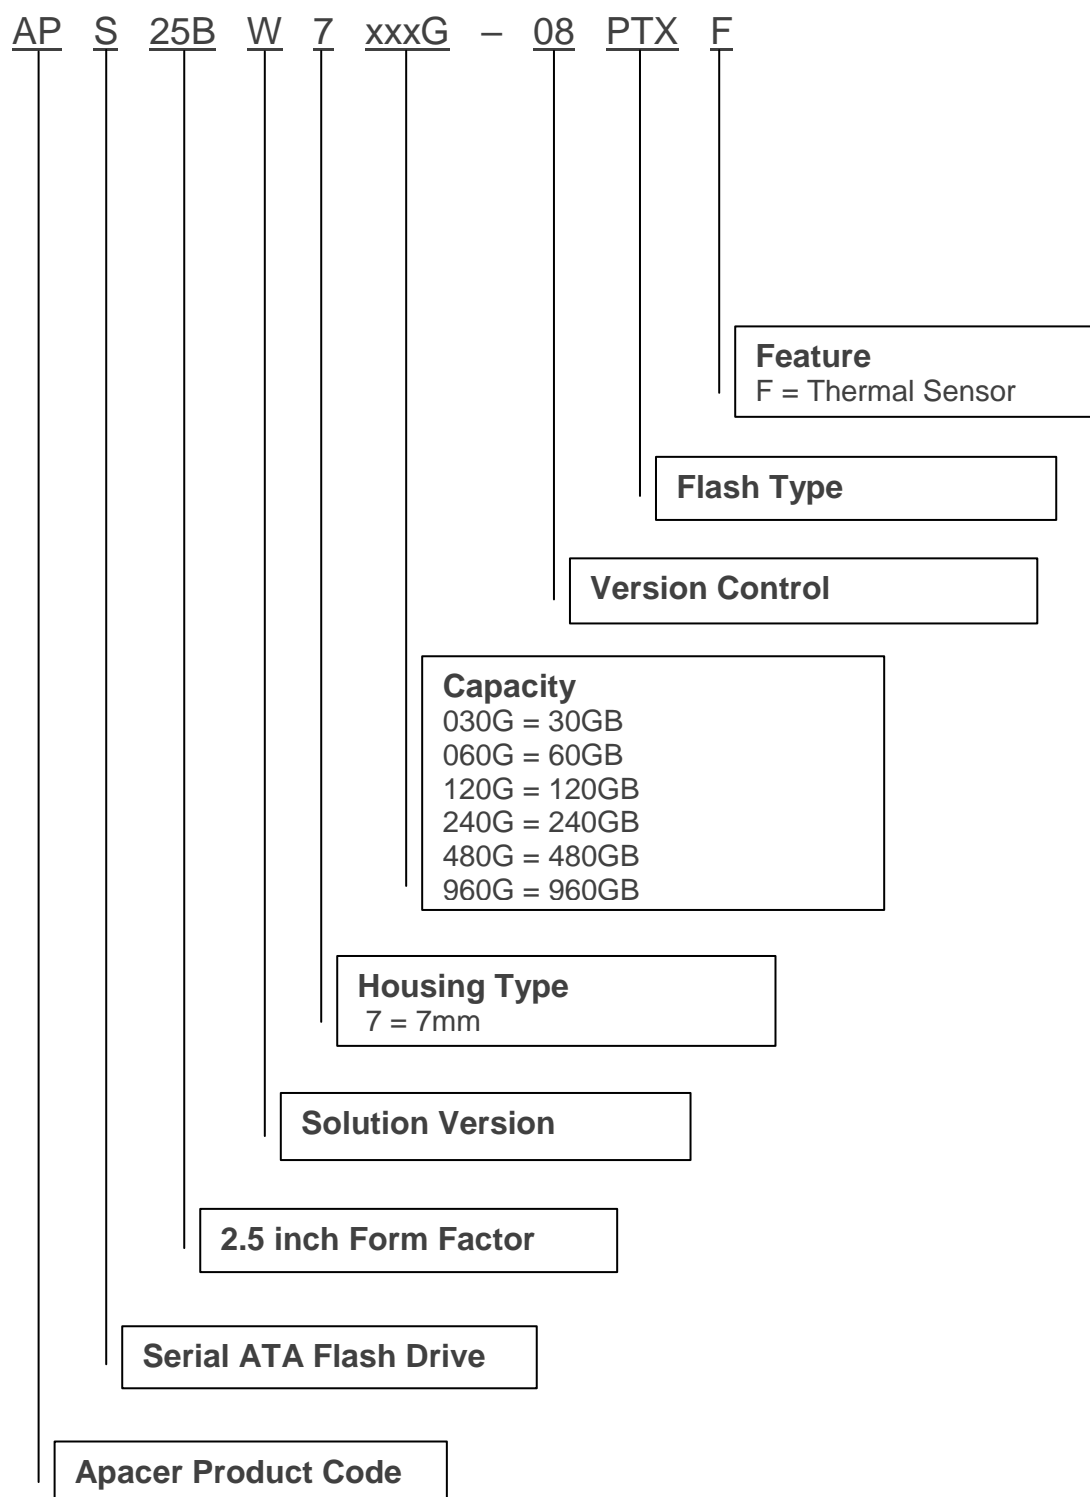 AP S 25B W 7 xxxG – 08 PTX F
Feature
F = Thermal Sensor
Flash Type
Version Control
Capacity
030G = 30GB
060G = 60GB
120G = 120GB
240G = 240GB
480G = 480GB
960G = 960GB
Housing Type
7 = 7mm
Solution Version
2.5 inch Form Factor
Serial ATA Flash Drive
Apacer Product Code